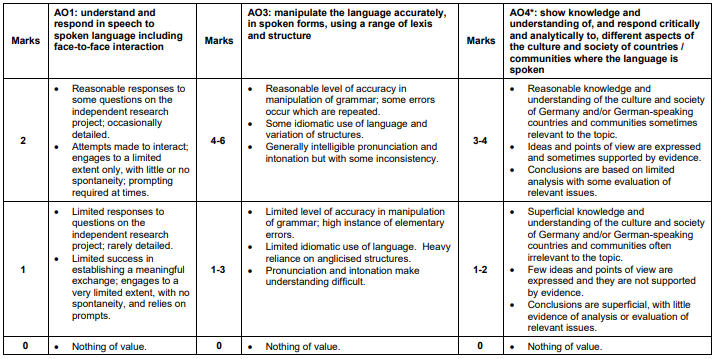 Marks
AO1: understand and
respond in speech to
spoken language including
face-to-face interaction
Marks
AO3: manipulate the language accurately,
in spoken forms, using a range of lexis
and structure
Marks
AO4*: show knowledge and
understanding of, and respond critically
and analytically to, different aspects of
the culture and society of countries /
communities where the language is
spoken
2
• Reasonable responses to
some questions on the
independent research
project; occasionally
detailed.
• Attempts made to interact;
engages to a limited
extent only, with little or no
spontaneity; prompting
required at times.
4-6
• Reasonable level of accuracy in
manipulation of grammar; some errors
occur which are repeated.
• Some idiomatic use of language and
variation of structures.
• Generally intelligible pronunciation and
intonation but with some inconsistency.
3-4
• Reasonable knowledge and
understanding of the culture and society
of Germany and/or German-speaking
countries and communities sometimes
relevant to the topic.
• Ideas and points of view are expressed
and sometimes supported by evidence.
• Conclusions are based on limited
analysis with some evaluation of
relevant issues.
1
• Limited responses to
questions on the
independent research
project; rarely detailed.
• Limited success in
establishing a meaningful
exchange; engages to a
very limited extent, with no
spontaneity, and relies on
prompts.
1-3
• Limited level of accuracy in manipulation
of grammar; high instance of elementary
errors.
• Limited idiomatic use of language. Heavy
reliance on anglicised structures.
• Pronunciation and intonation make
understanding difficult.
1-2
• Superficial knowledge and
understanding of the culture and society
of Germany and/or German-speaking
countries and communities often
irrelevant to the topic.
• Few ideas and points of view are
expressed and they are not supported
by evidence.
• Conclusions are superficial, with little
evidence of analysis or evaluation of
relevant issues.
0
• Nothing of value.
0
• Nothing of value.
0
• Nothing of value.